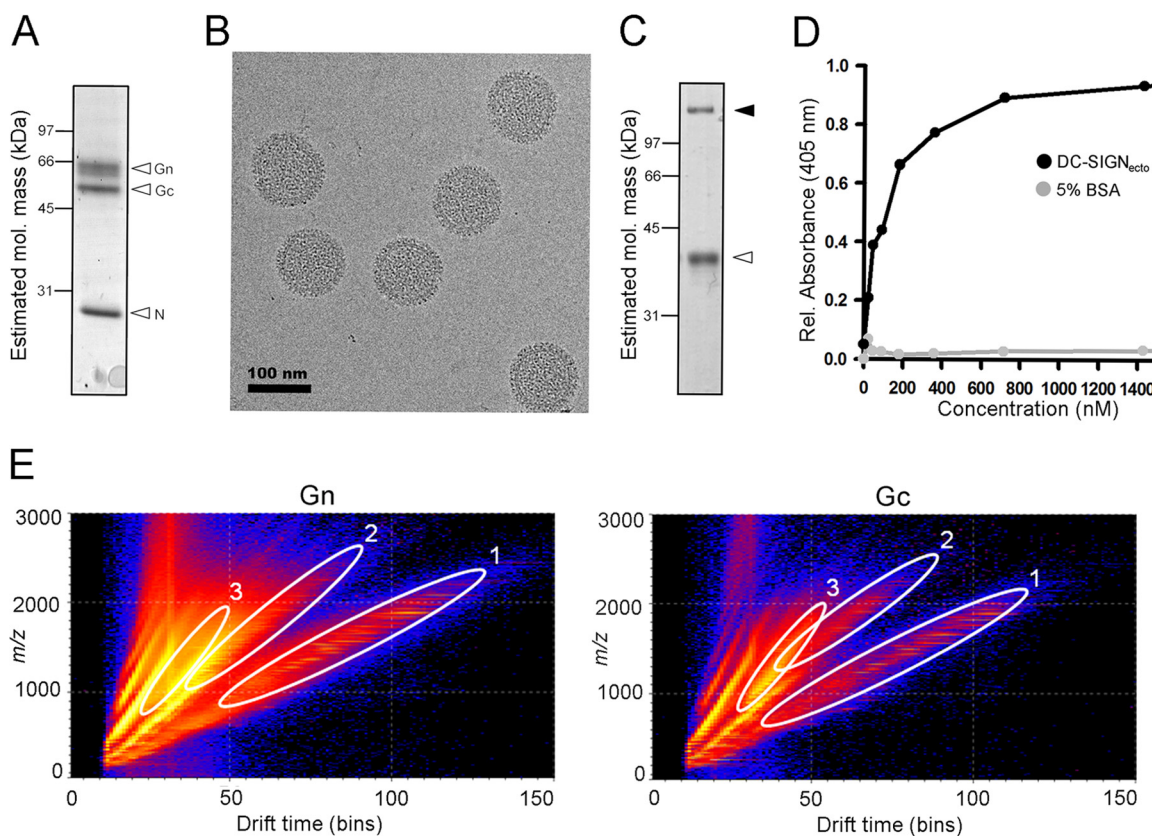 A
Estimated mol. mass (kDa)
97
66
45
31
Gn
Gc
N
B
100 nm
C
Estimated mol. mass (kDa)
97
66
45
31
D
Rel. Absorbance (405 nm)
1.0
0.8
0.6
0.4
0.2
0.0
0 200 400 600 800 1000 1200 1400
Concentration (nM)
DC-SIGNecto
5% BSA
E
Gn
m/z
3000
2000
1000
0
1
2
3
0 50 100 150
Drift time (bins)
Gc
m/z
3000
2000
1000
0
1
2
3
0 50 100 150
Drift time (bins)